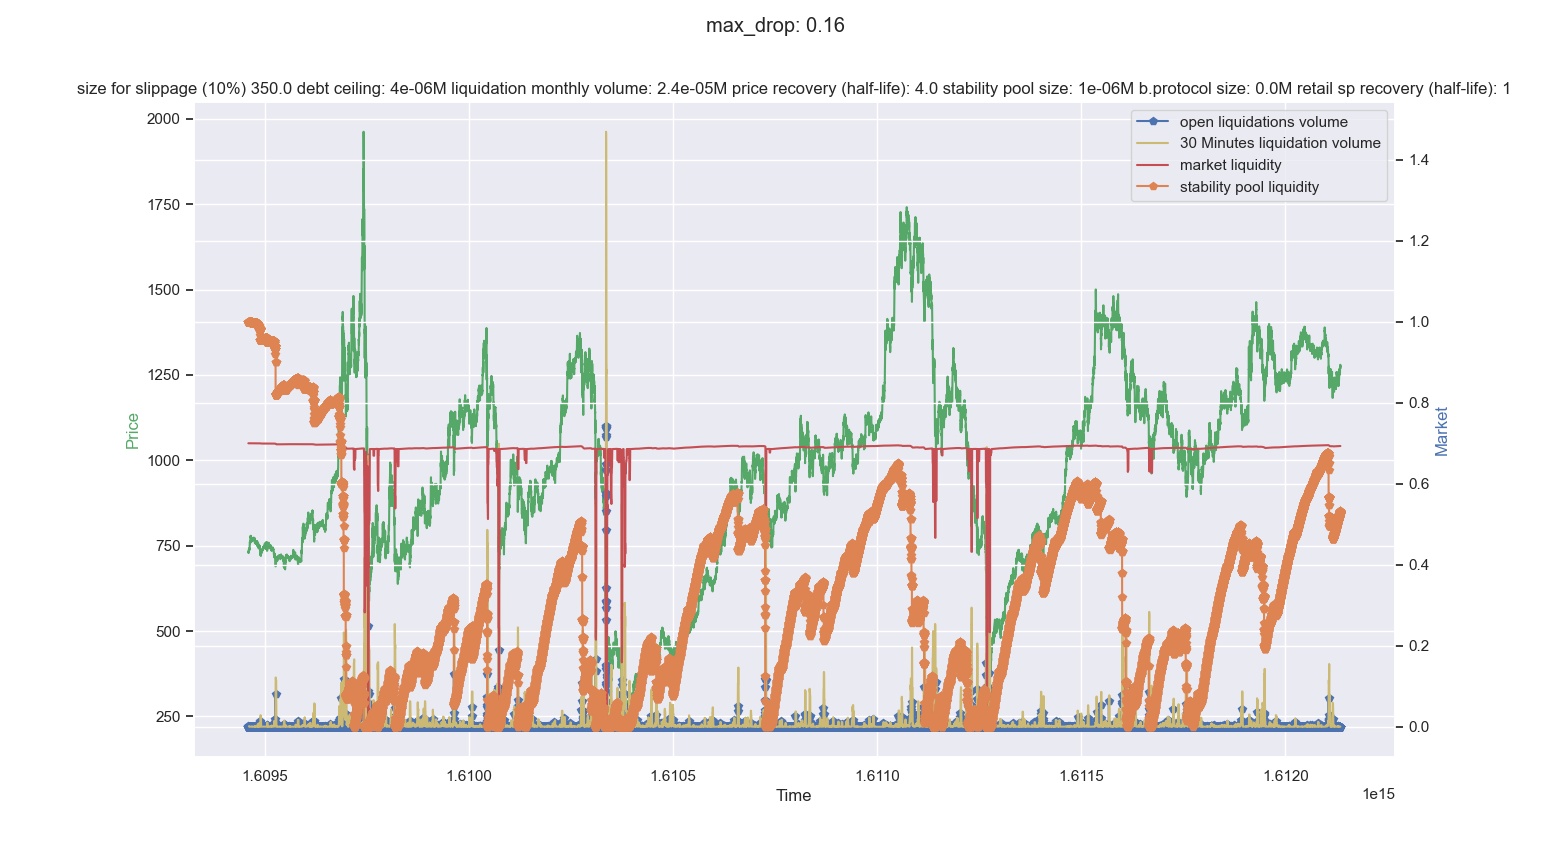 max_drop: 0.16
size for slippage (10%) 350.0 debt ceiling: 4e-06M liquidation monthly volume: 2.4e-05M price recovery (half-life): 4.0 stability pool size: 1e-06M b.protocol size: 0.0M retail sp recovery (half-life): 1
open liquidations volume
30 Minutes liquidation volume
market liquidity
stability pool liquidity
2000
1750
1500
1250
1000
750
500
250
Price
1.4
1.2
1.0
0.8
0.6
0.4
0.2
0.0
Market
1.6095 1.6100 1.6105 1.6110 1.6115 1.6120
Time
1e15